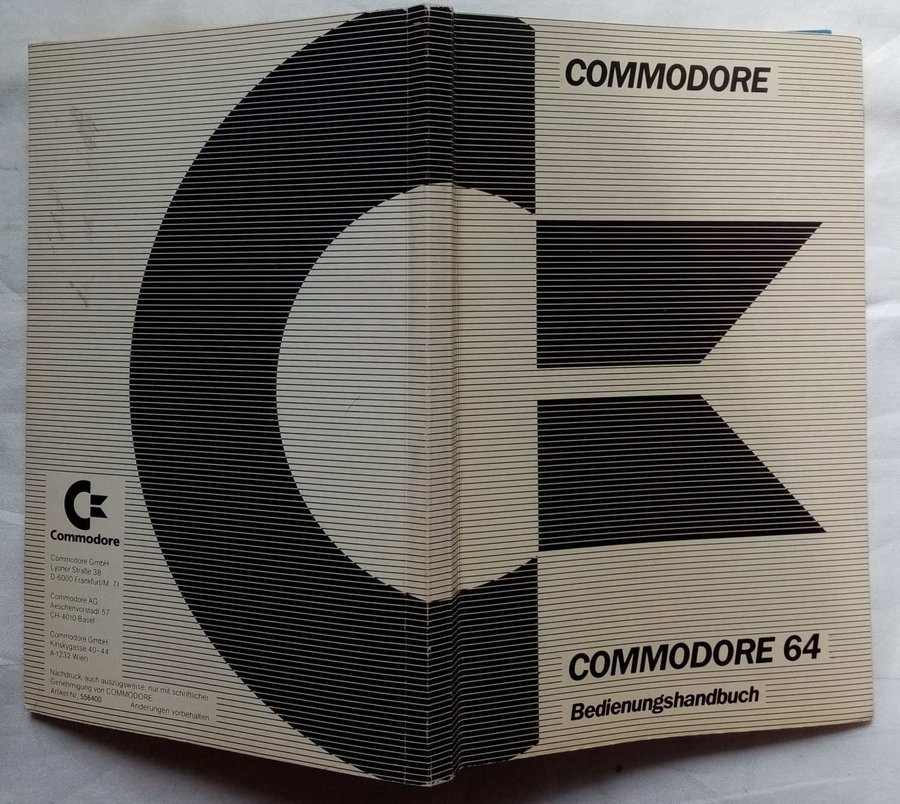 COMMODORE
COMMODORE 64
Bedienungshandbuch
Commodore
Commodore GmbH
Lyoner Straße 38
D 6000 Frankfurt/M. 71
Commodore AG
Aeschenvorstadt 57
CH-4010 Basel
Commodore GmbH
Kinskygasse 40-44
A-1232 Wien
Nachdruck, auch auszugsweise, nur mit schriftlicher
Genehmigung von COMMODORE.
Artikel-Nr. 556400
Änderungen vorbehalten